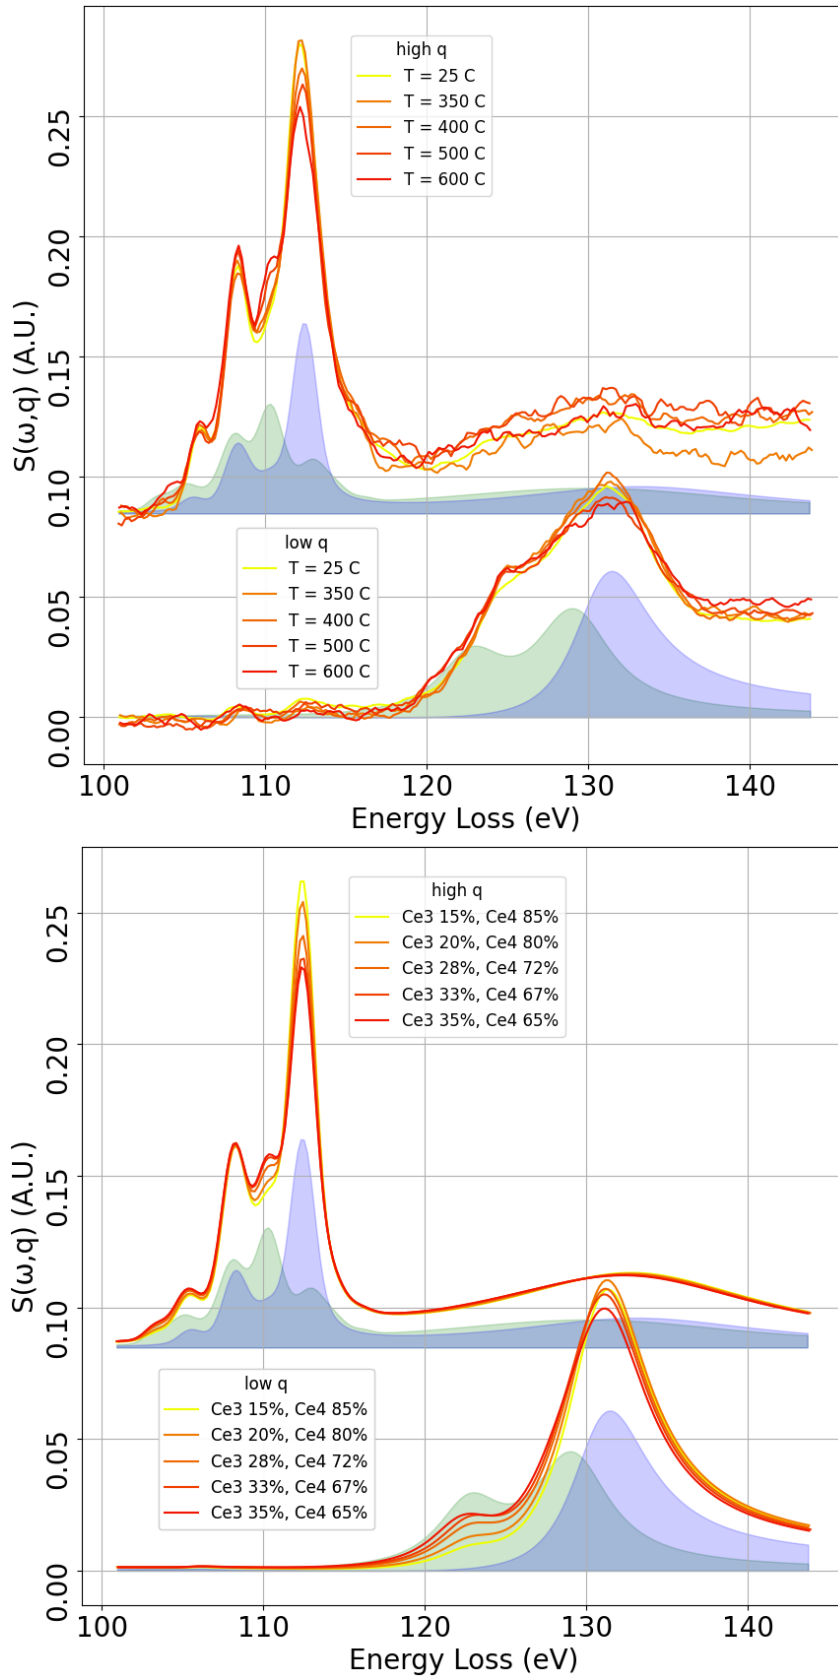 high q
T = 25 C
T = 350 C
T = 400 C
T = 500 C
T = 600 C
0.25
0.20
0.15
0.10
0.05
0.00
S(ω,q) (A.U.)
low q
T = 25 C
T = 350 C
T = 400 C
T = 500 C
T = 600 C
100 110 120 130 140
Energy Loss (eV)
high q
Ce3 15%, Ce4 85%
Ce3 20%, Ce4 80%
Ce3 28%, Ce4 72%
Ce3 33%, Ce4 67%
Ce3 35%, Ce4 65%
0.25
0.20
0.15
0.10
0.05
0.00
S(ω,q) (A.U.)
low q
Ce3 15%, Ce4 85%
Ce3 20%, Ce4 80%
Ce3 28%, Ce4 72%
Ce3 33%, Ce4 67%
Ce3 35%, Ce4 65%
100 110 120 130 140
Energy Loss (eV)